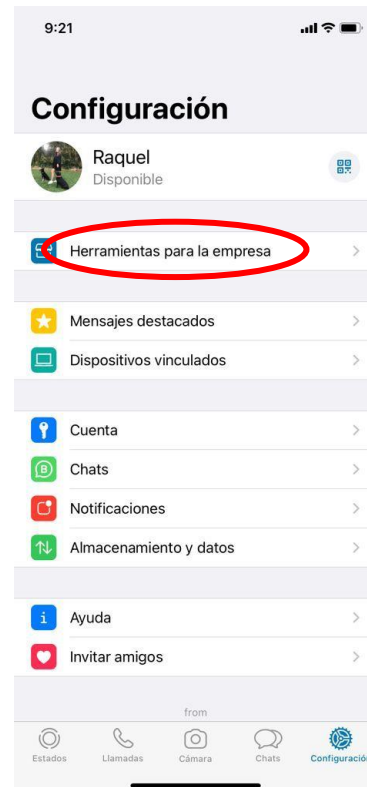 9:21
Configuración
Raquel
Disponible
Herramientas para la empresa
Mensajes destacados
Dispositivos vinculados
Cuenta
Chats
Notificaciones
Almacenamiento y datos
i Ayuda
Invitar amigos
from
Estados Llamadas Cámara Chats Configuració